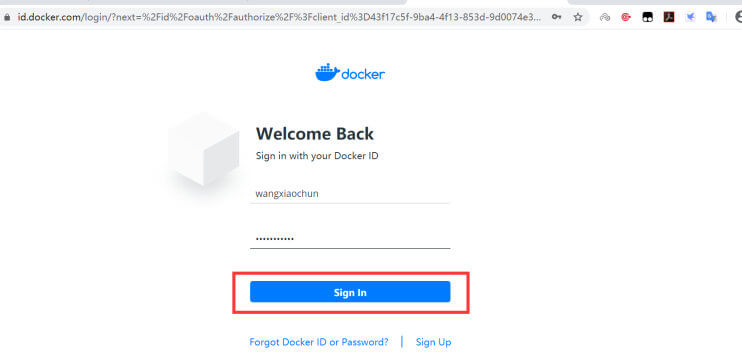 id.docker.com/login/?next=%2Fid%2Foauth%2Fauthorize%2F%3Fclient_id%3D43f17c5f-9ba4-4f13-853d-9d0074e3...
docker
Welcome Back
Sign in with your Docker ID
wangxiaochun
•••••••••••
Sign In
Forgot Docker ID or Password? | Sign Up